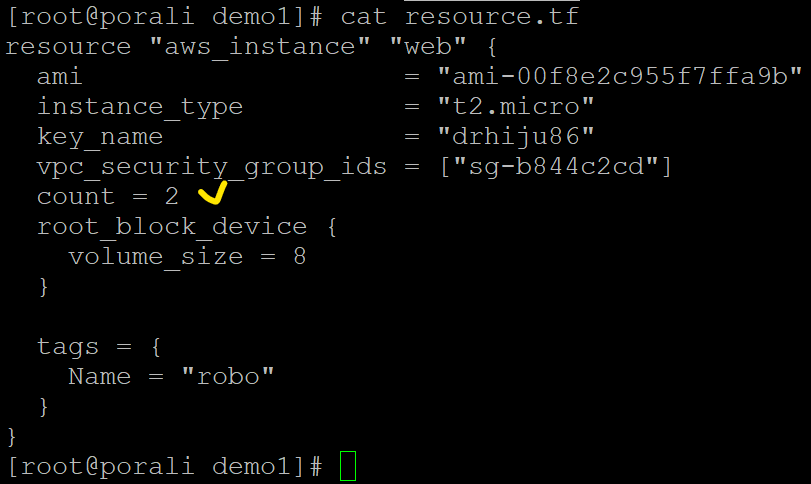 [root@porali demo1]# cat resource.tf
resource "aws_instance" "web" {
  ami                    = "ami-00f8e2c955f7ffa9b"
  instance_type          = "t2.micro"
  key_name               = "drhiju86"
  vpc_security_group_ids = ["sg-b844c2cd"]
  count = 2
  root_block_device {
    volume_size = 8
  }

  tags = {
    Name = "robo"
  }
}
[root@porali demo1]#